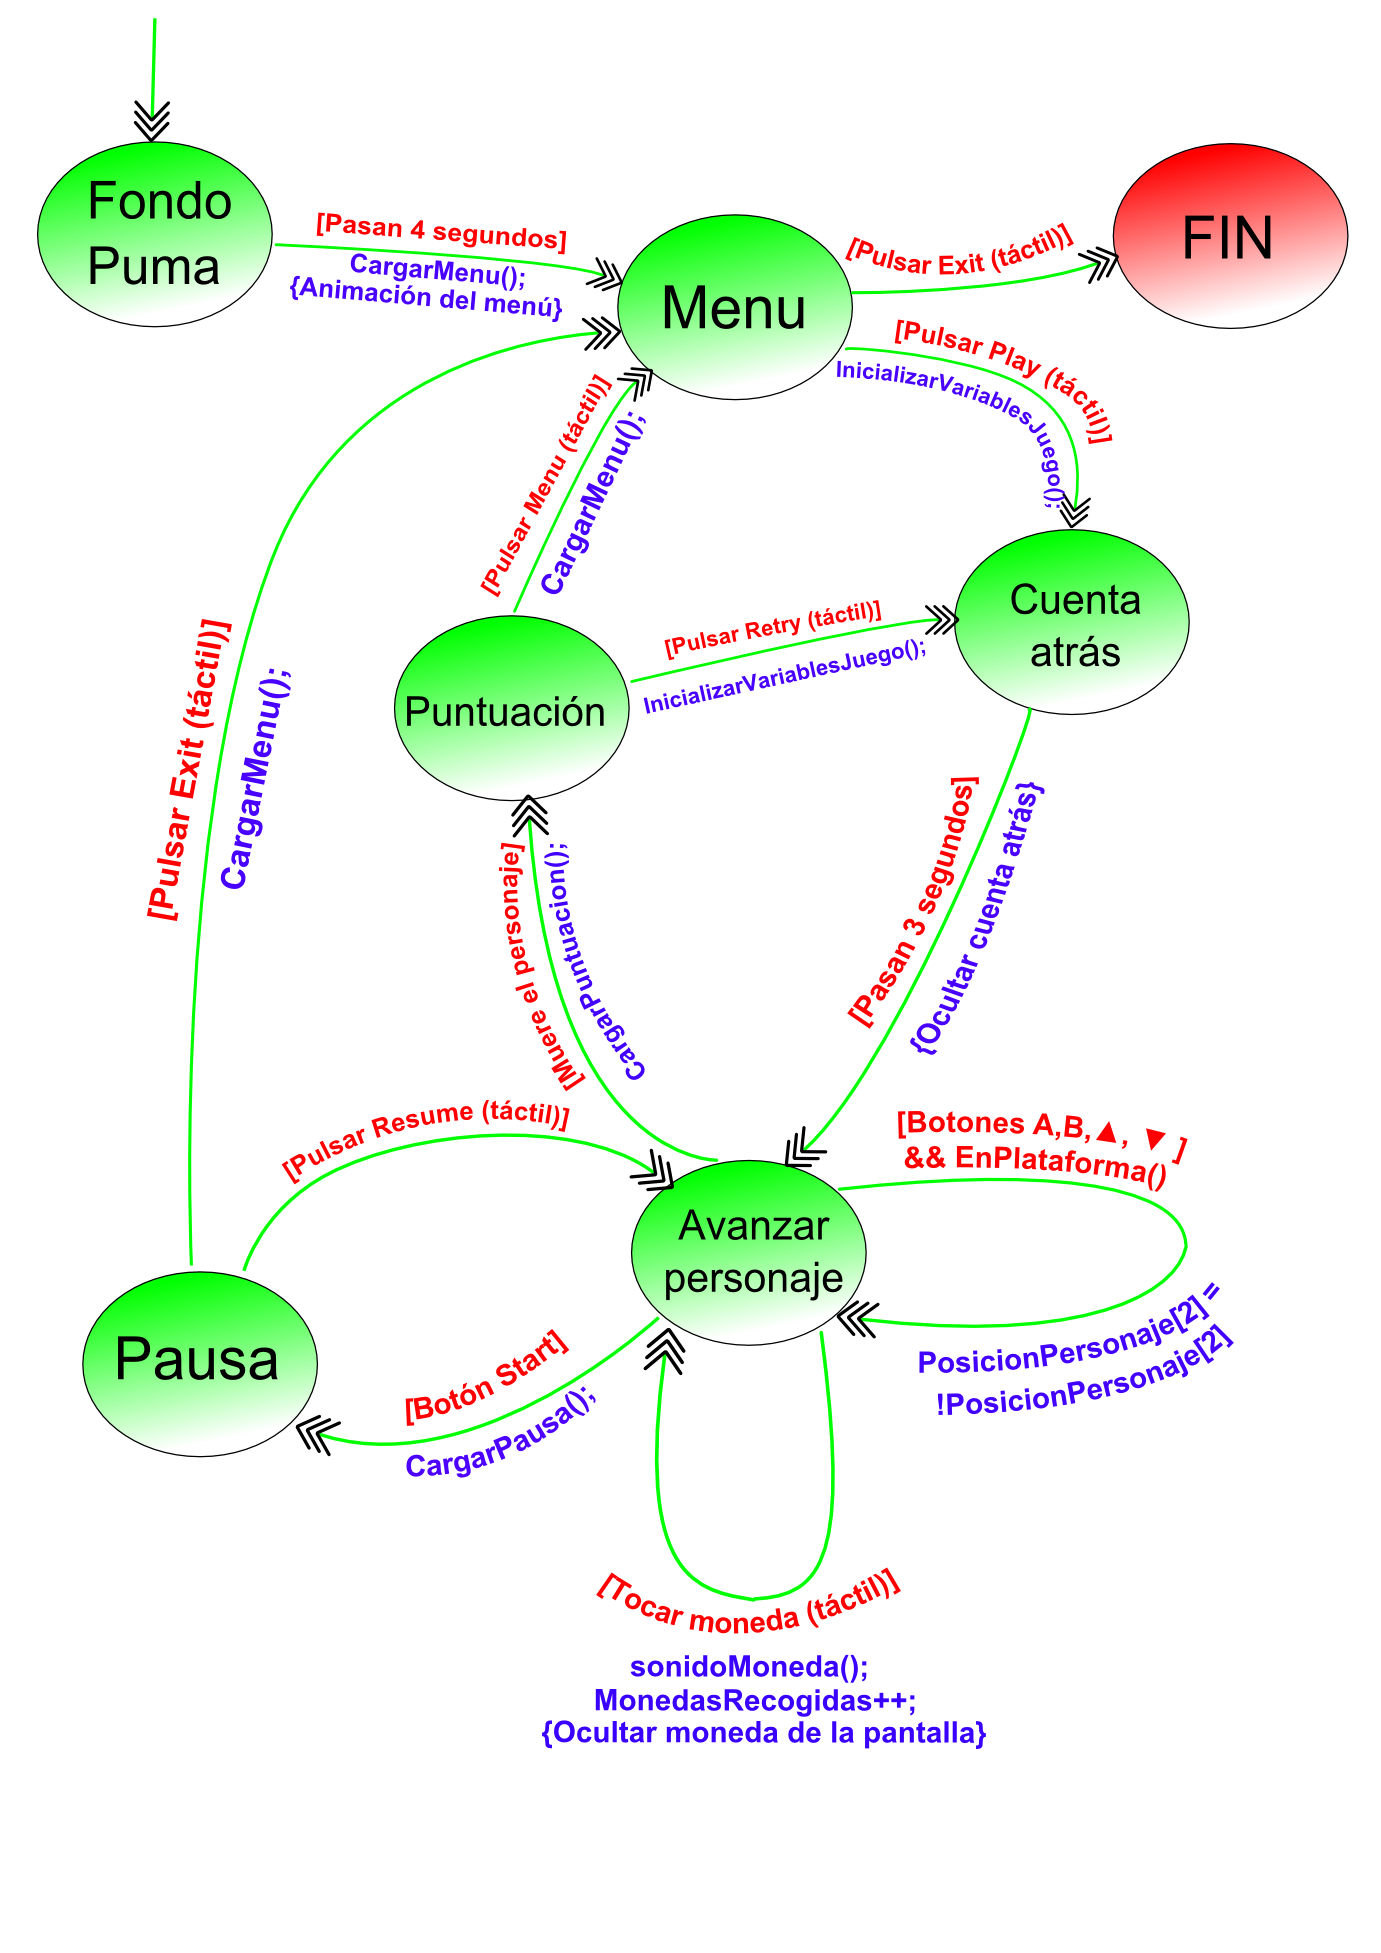 Fondo
Puma
[Pasan 4 segundos]
CargarMenu();
{Animación del menú}
Menu
[Pulsar Exit (táctil)]
FIN
[Pulsar Play (táctil)]
InicializarVariablesJuego();
[Pulsar Menu (táctil)]
CargarMenu();
Cuenta
atrás
[Pulsar Retry (táctil)]
InicializarVariablesJuego();
Puntuación
[Pulsar Exit (táctil)]
CargarMenu();
[Muere el personaje]
CargarPuntuacion();
[Pasan 3 segundos]
{Ocultar cuenta atrás}
[Pulsar Resume (táctil)]
[Botones A,B,▲, ▼ ]
&& EnPlataforma()
Avanzar
personaje
PosicionPersonaje[2] =
!PosicionPersonaje[2]
Pausa
[Botón Start]
CargarPausa();
[Tocar moneda (táctil)]
sonidoMoneda();
MonedasRecogidas++;
{Ocultar moneda de la pantalla}